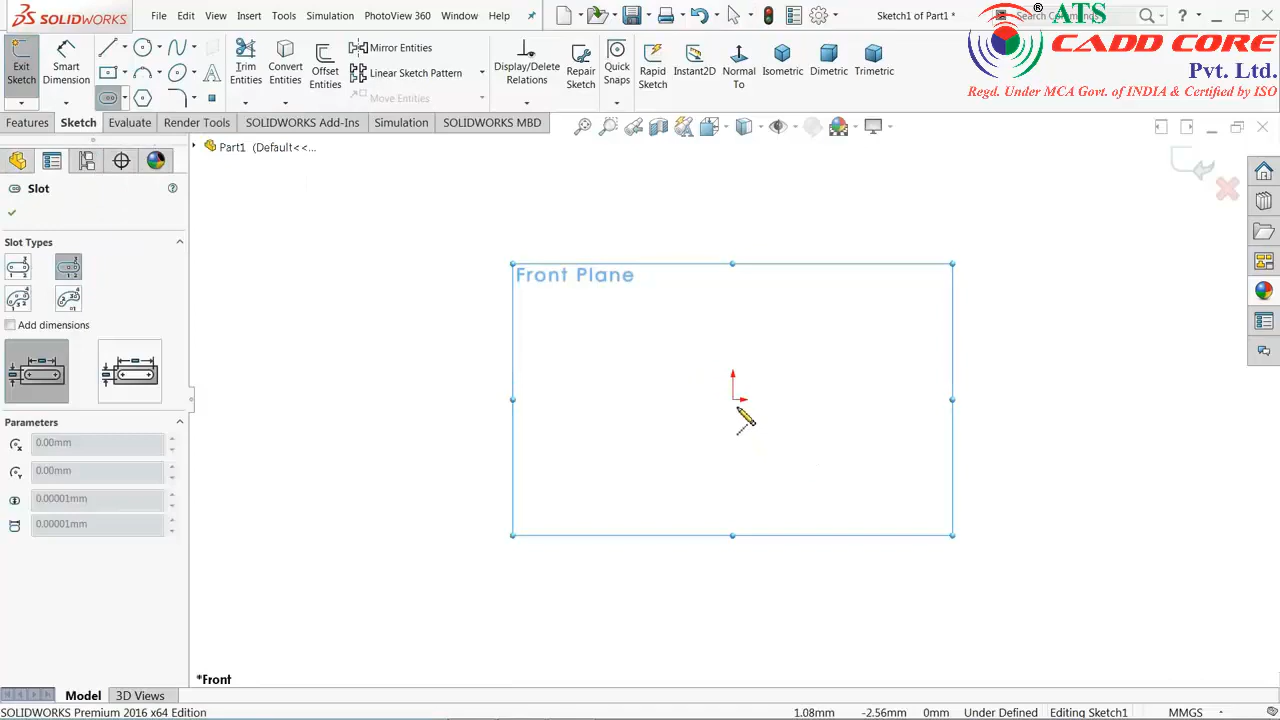 SOLIDWORKS
File Edit View Insert Tools Simulation PhotoView 360 Window Help
Sketch1 of Part1 *
Search Commands
?
ATS
®
CADD CORE
Pvt. Ltd.
Regd. Under MCA Govt. of INDIA & Certified by ISO
Exit Sketch
Smart Dimension
Trim Entities
Convert Entities
Offset Entities
Mirror Entities
Linear Sketch Pattern
Move Entities
Display/Delete Relations
Repair Sketch
Quick Snaps
Rapid Sketch
Instant2D
Normal To
Isometric
Dimetric
Trimetric
Features Sketch Evaluate Render Tools SOLIDWORKS Add-Ins Simulation SOLIDWORKS MBD
Part1 (Default<<...
Slot
Slot Types
Add dimensions
Parameters
0.00mm
0.00mm
0.00001mm
0.00001mm
Front Plane
*Front
Model 3D Views
SOLIDWORKS Premium 2016 x64 Edition
1.08mm -2.56mm 0mm Under Defined Editing Sketch1 MMGS